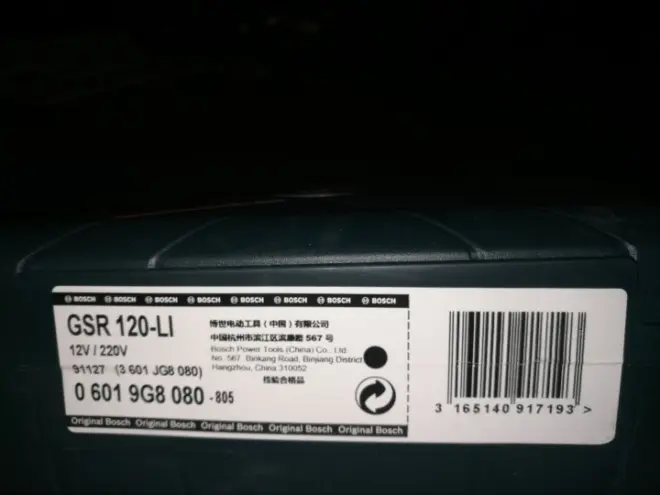 BOSCH BOSCH BOSCH BOSCH BOSCH BOSCH BOSCH BOSCH
GSR 120-LI
12V / 220V
91127 (3 601 JG8 080)
0 601 9G8 080 -805
博世电动工具（中国）有限公司
中国杭州市滨江区滨康路 567 号
Bosch Power Tools (China) Co., Ltd
No. 567 Binkang Road, Binjiang District
Hangzhou, China 310052
检验合格品
Original Bosch Original Bosch Original Bosch Original Bosch Original Bosch
3 165140 917193 >